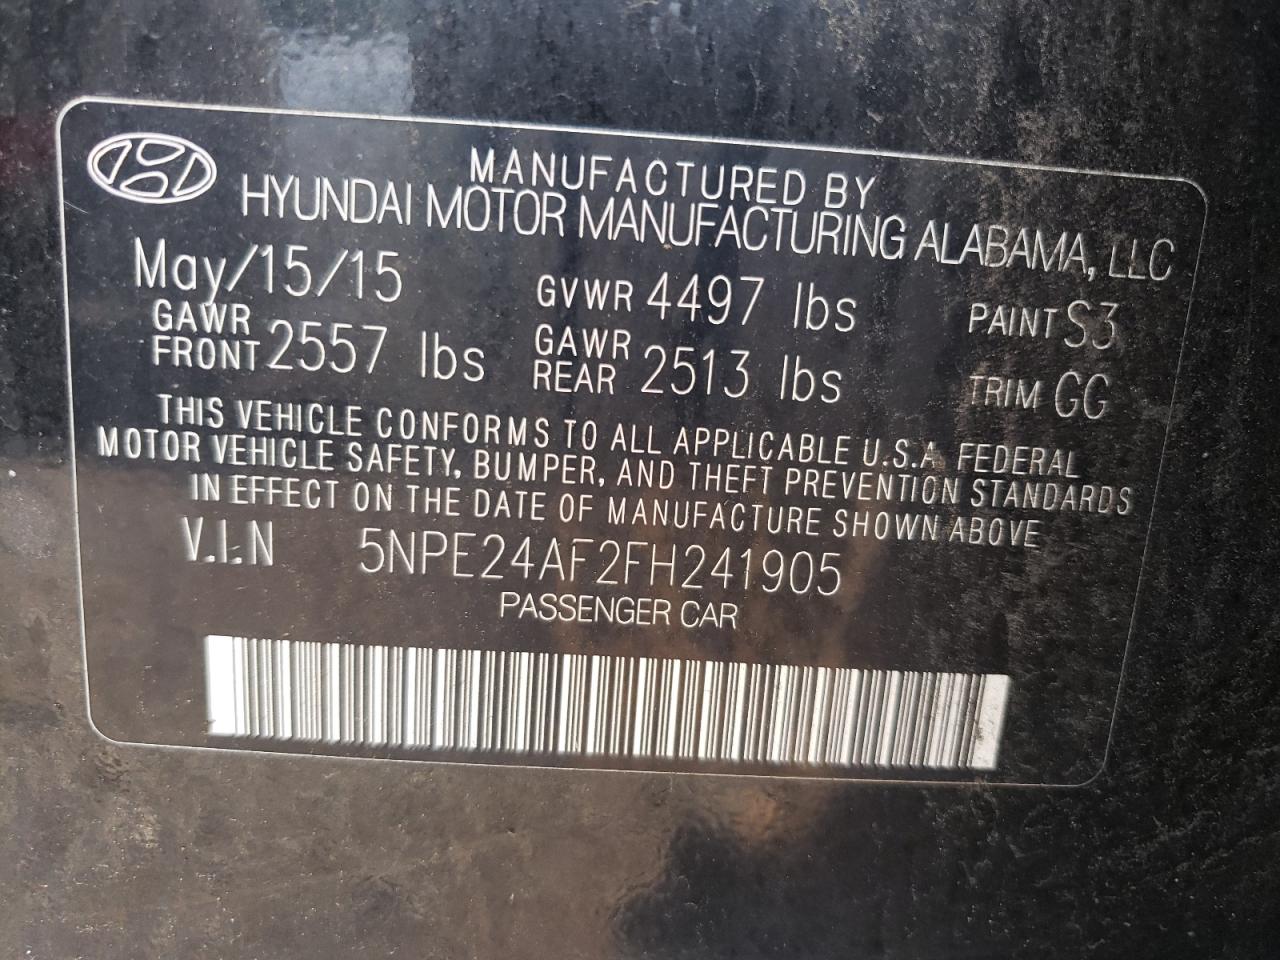 MANUFACTURED BY
HYUNDAI MOTOR MANUFACTURING ALABAMA, LLC
May/15/15 GVWR 4497 lbs PAINT S3
GAWR FRONT 2557 lbs GAWR REAR 2513 lbs TRIM GG
THIS VEHICLE CONFORMS TO ALL APPLICABLE U.S.A. FEDERAL
MOTOR VEHICLE SAFETY, BUMPER, AND THEFT PREVENTION STANDARDS
IN EFFECT ON THE DATE OF MANUFACTURE SHOWN ABOVE
V.I.N 5NPE24AF2FH241905
PASSENGER CAR